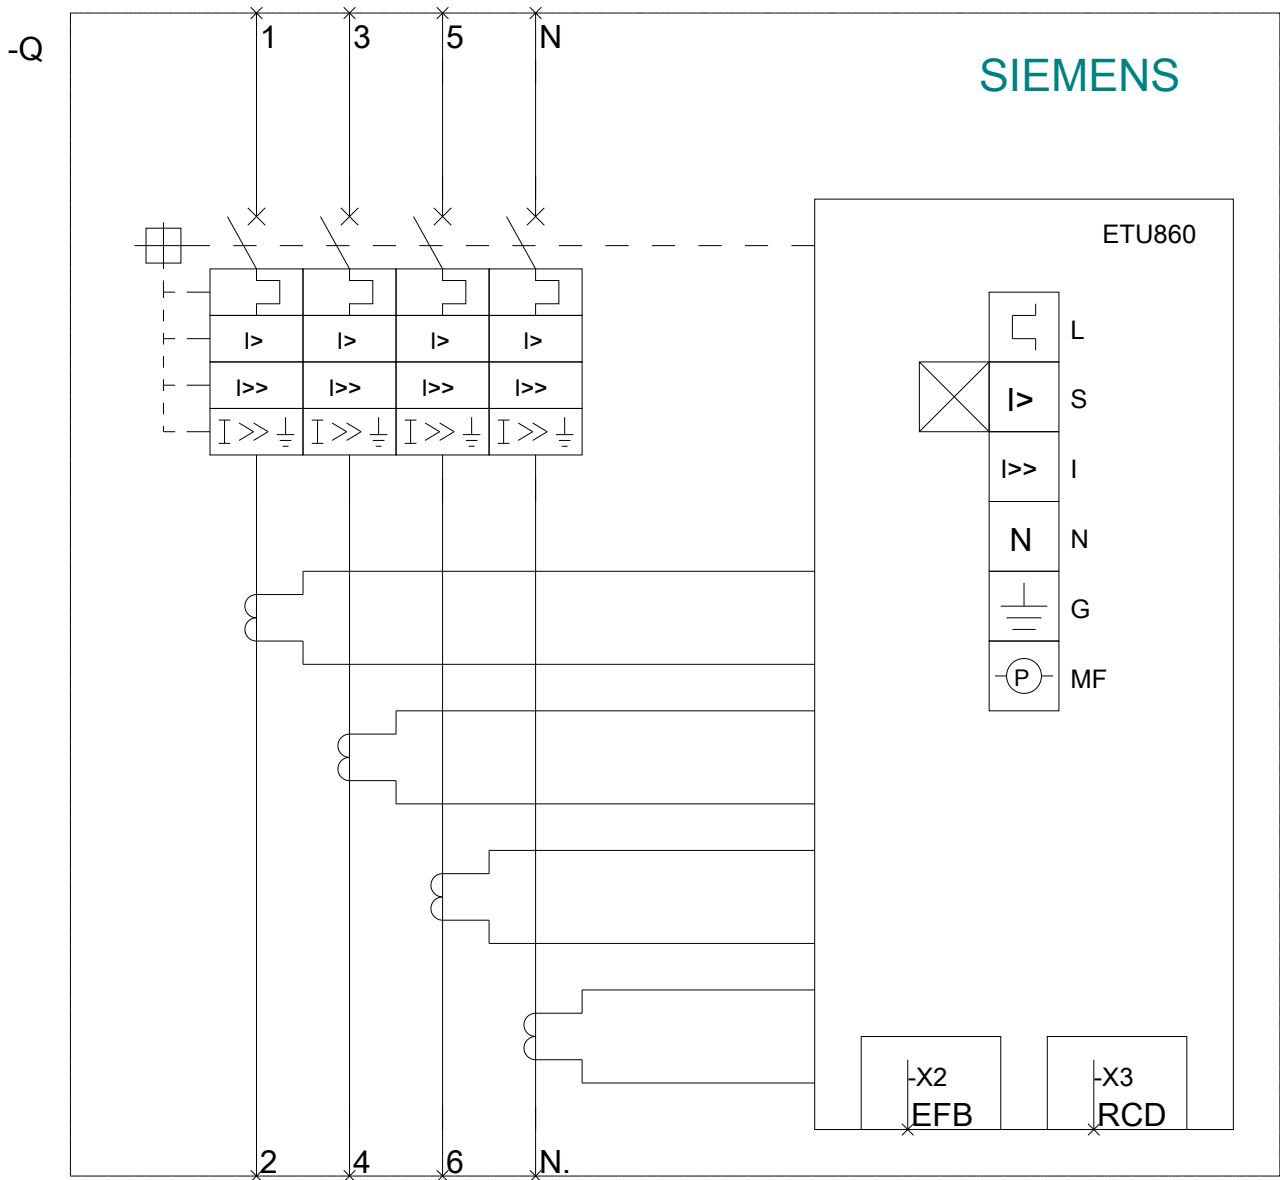 1 3 5 N
-Q
SIEMENS
ETU860
L
I> I> I> I>
I> S
I>> I>> I>> I>>
I >> I >> I >> I >>
I>> I
N N
G
P MF
-X2 -X3
EFB RCD
2 4 6 N.